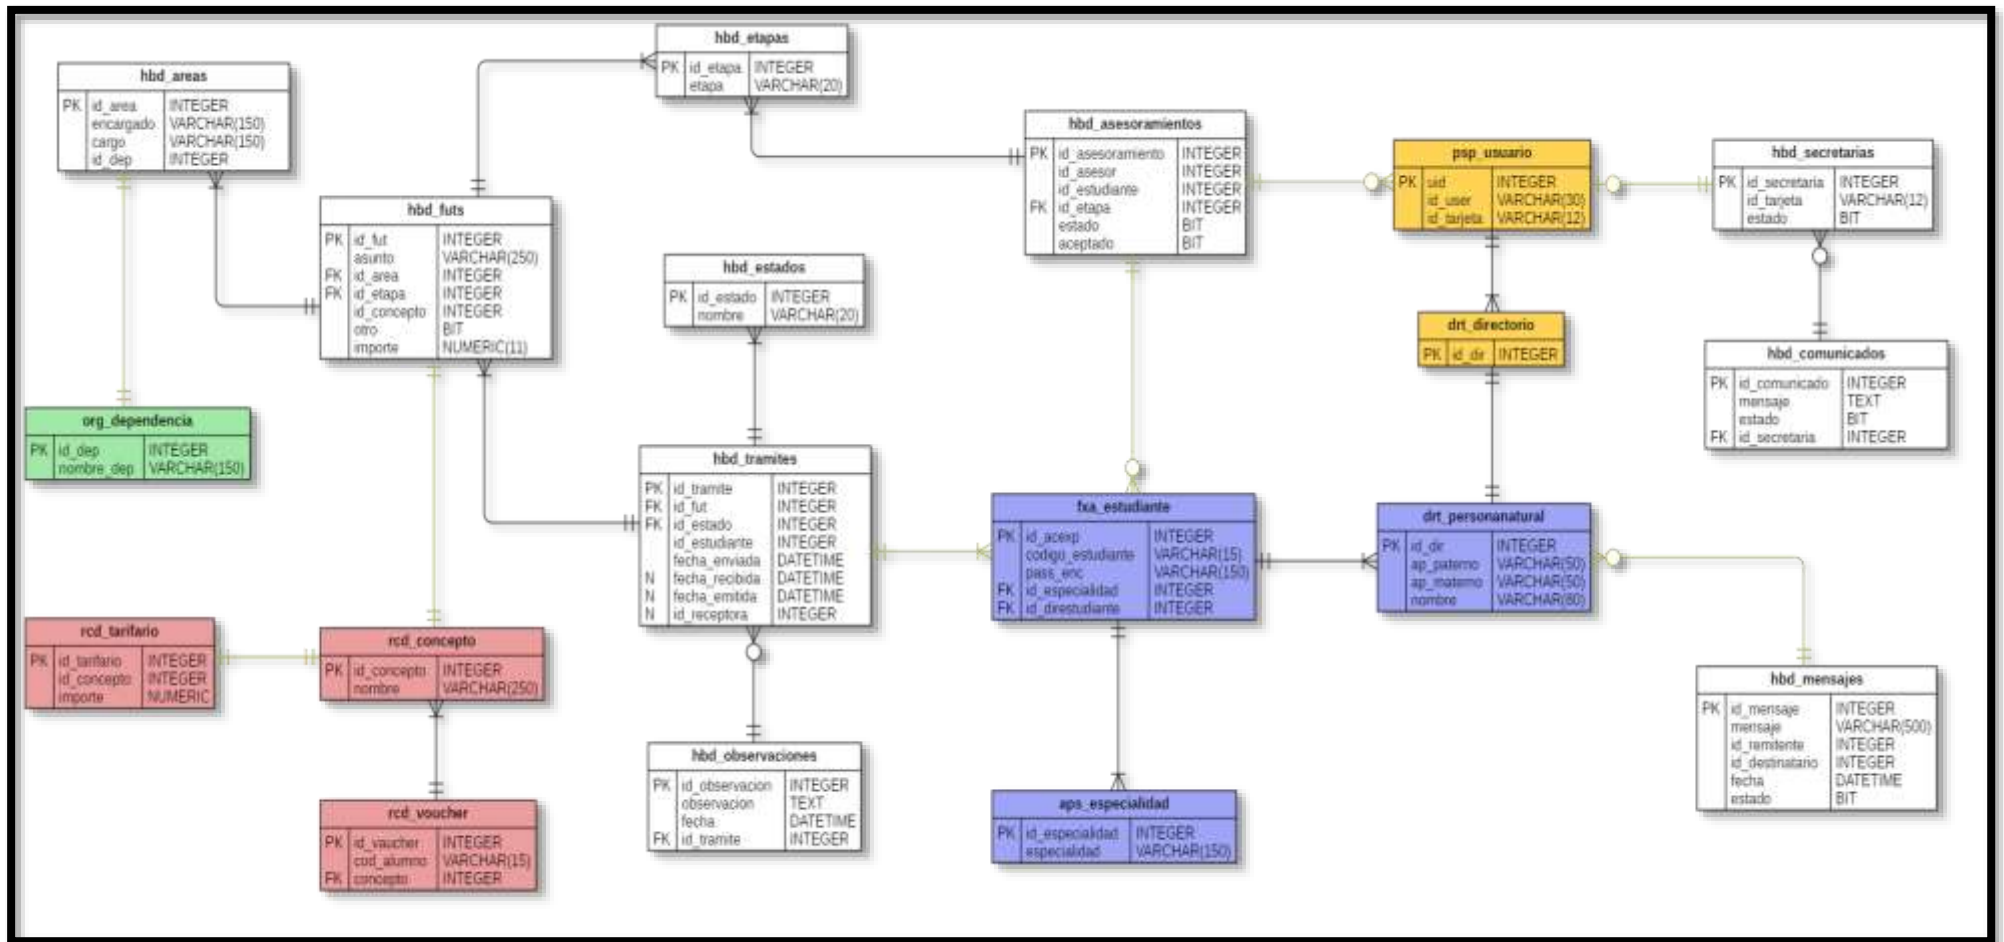 hbd_etapas
PK id_etapa INTEGER
etapa VARCHAR(20)
hbd_areas
PK id_area INTEGER
encargado VARCHAR(150)
cargo VARCHAR(150)
id_dep INTEGER
hbd_asesoramientos
PK id_asesoramiento INTEGER
id_asesor INTEGER
id_estudiante INTEGER
FK id_etapa INTEGER
estado BIT
aceptado BIT
psp_usuario
PK uid INTEGER
id_user VARCHAR(30)
id_tarjeta VARCHAR(12)
hbd_secretarias
PK id_secretaria INTEGER
id_tarjeta VARCHAR(12)
estado BIT
hbd_futs
PK id_fut INTEGER
asunto VARCHAR(250)
FK id_area INTEGER
FK id_etapa INTEGER
id_concepto INTEGER
otro BIT
importe NUMERIC(11)
hbd_estados
PK id_estado INTEGER
nombre VARCHAR(20)
drt_directorio
PK id_dir INTEGER
hbd_comunicados
PK id_comunicado INTEGER
mensaje TEXT
estado BIT
FK id_secretaria INTEGER
org_dependencia
PK id_dep INTEGER
nombre_dep VARCHAR(150)
hbd_tramites
PK id_tramite INTEGER
FK id_fut INTEGER
FK id_estado INTEGER
id_estudiante INTEGER
fecha_enviada DATETIME
N fecha_recibida DATETIME
N fecha_emitida DATETIME
N id_receptora INTEGER
fxa_estudiante
PK id_acexp INTEGER
codigo_estudiante VARCHAR(15)
pass_enc VARCHAR(150)
FK id_especialidad INTEGER
FK id_direstudiante INTEGER
drt_personanatural
PK id_dir INTEGER
ap_paterno VARCHAR(50)
ap_materno VARCHAR(50)
nombre VARCHAR(80)
rcd_tarifario
PK id_tarifario INTEGER
id_concepto INTEGER
importe NUMERIC
rcd_concepto
PK id_concepto INTEGER
nombre VARCHAR(250)
hbd_mensajes
PK id_mensaje INTEGER
mensaje VARCHAR(500)
id_remitente INTEGER
id_destinatario INTEGER
fecha DATETIME
estado BIT
hbd_observaciones
PK id_observacion INTEGER
observacion TEXT
fecha DATETIME
FK id_tramite INTEGER
rcd_voucher
PK id_vaucher INTEGER
cod_alumno VARCHAR(15)
FK concepto INTEGER
aps_especialidad
PK id_especialidad INTEGER
especialidad VARCHAR(150)